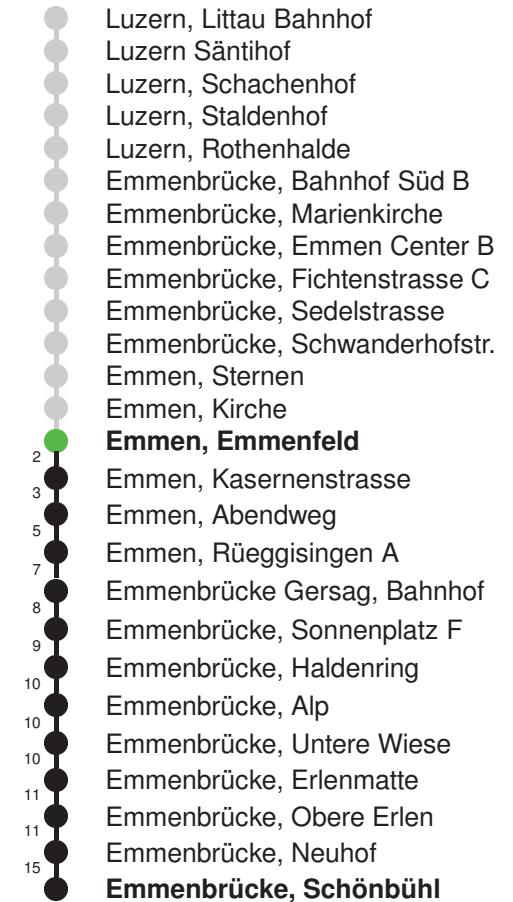 Luzern, Littau Bahnhof
Luzern Säntihof
Luzern, Schachenhof
Luzern, Staldenhof
Luzern, Rothenhalde
Emmenbrücke, Bahnhof Süd B
Emmenbrücke, Marienkirche
Emmenbrücke, Emmen Center B
Emmenbrücke, Fichtenstrasse C
Emmenbrücke, Sedelstrasse
Emmenbrücke, Schwanderhofstr.
Emmen, Sternen
Emmen, Kirche
Emmen, Emmenfeld
2 Emmen, Kasernenstrasse
3 Emmen, Abendweg
5 Emmen, Rüeggisingen A
7 Emmenbrücke Gersag, Bahnhof
8 Emmenbrücke, Sonnenplatz F
9 Emmenbrücke, Haldenring
10 Emmenbrücke, Alp
10 Emmenbrücke, Untere Wiese
10 Emmenbrücke, Erlenmatte
11 Emmenbrücke, Obere Erlen
11 Emmenbrücke, Neuhof
15 Emmenbrücke, Schönbühl